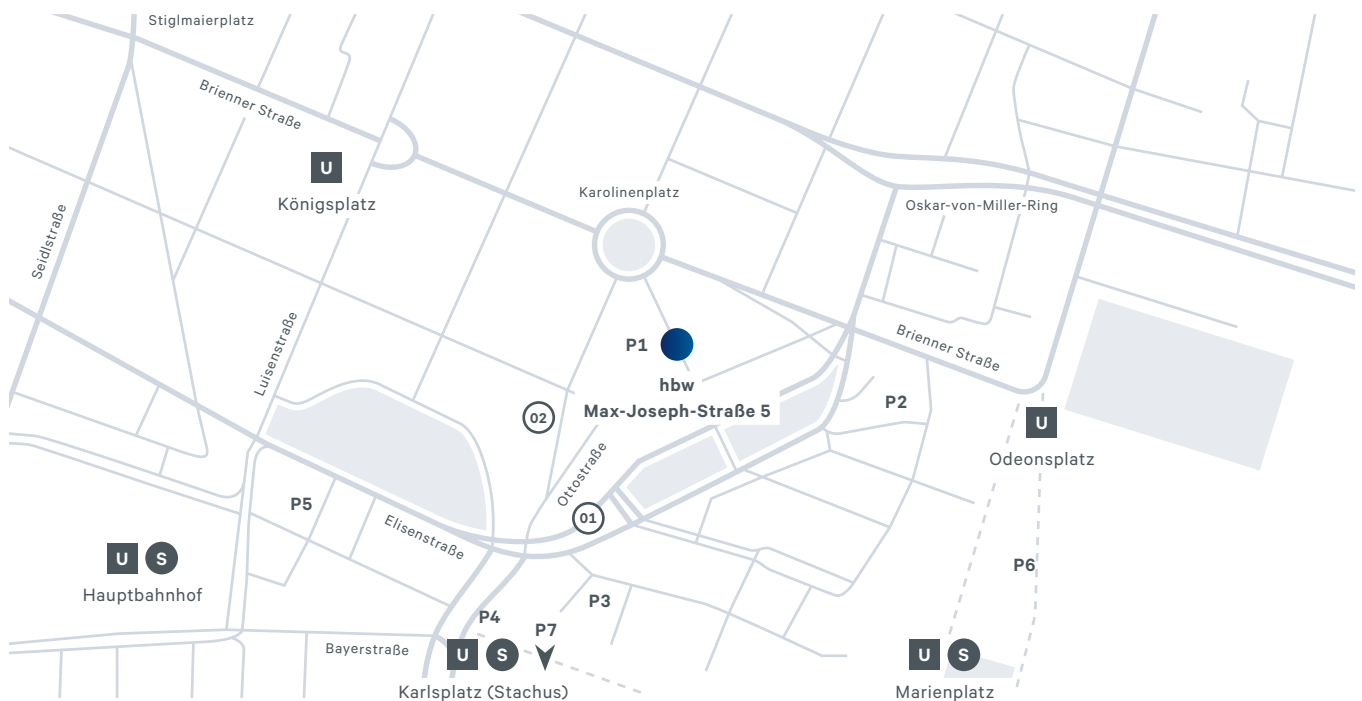 Stiglmaierplatz
Brienner Straße
U
Königsplatz
Karolinenplatz
Oskar-von-Miller-Ring
Seidlstraße
Luisenstraße
P1
hbw
Max-Joseph-Straße 5
Brienner Straße
P2
02
U
Odeonsplatz
Ottostraße
01
P5
Elisenstraße
U S
Hauptbahnhof
P6
P3
P4
P7
Bayerstraße
U S
Karlsplatz (Stachus)
U S
Marienplatz